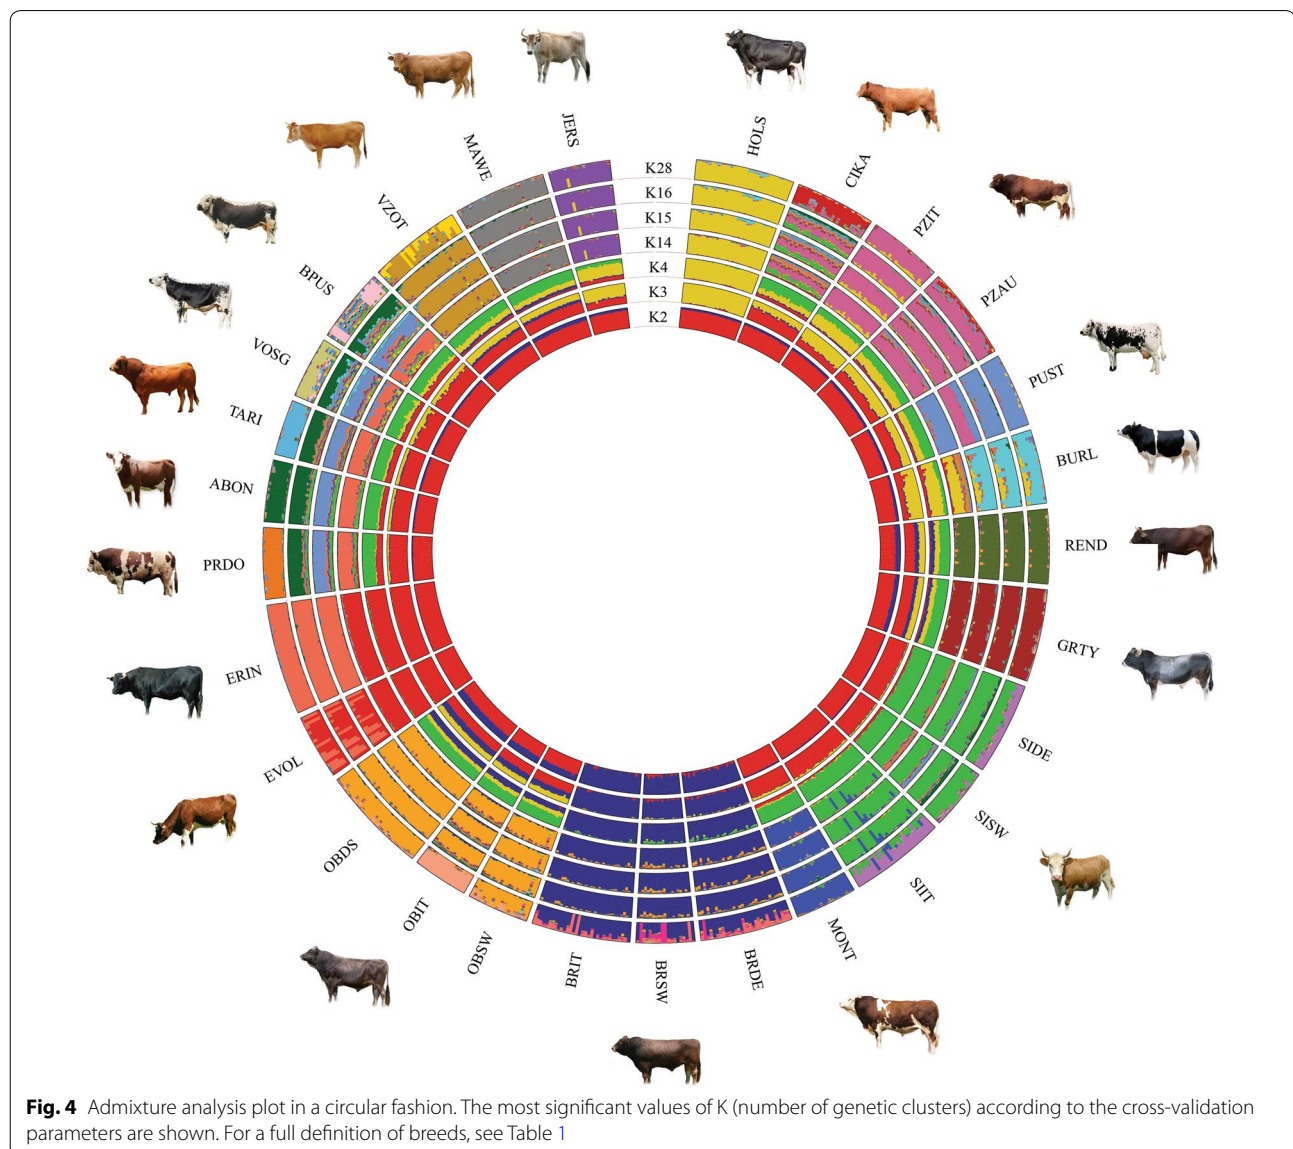 JERS
HOLS
MAWE
CIKA
VZOT
PZIT
BPUS
PZAU
VOSG
PUST
TARI
BURL
ABON
REND
PRDO
GRTY
ERIN
SIDE
EVOL
SISW
OBDS
SIIT
OBIT
MONT
OBSW
BRDE
BRIT
BRSW
K28
K16
K15
K14
K4
K3
K2
Fig. 4 Admixture analysis plot in a circular fashion. The most significant values of K (number of genetic clusters) according to the cross-validation
parameters are shown. For a full definition of breeds, see Table 1